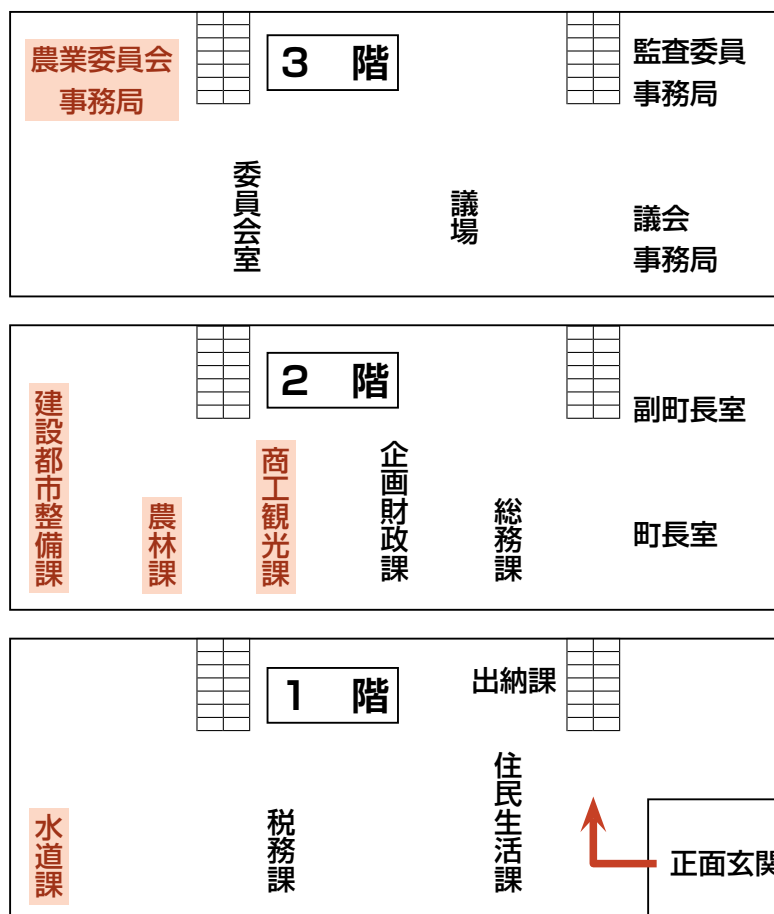 3 階
農業委員会
事務局
監査委員
事務局
委員会室
議場
議会
事務局
2 階
建設都市整備課
農林課
商工観光課
企画財政課
総務課
副町長室
町長室
1 階
出納課
水道課
税務課
住民生活課
正面玄関